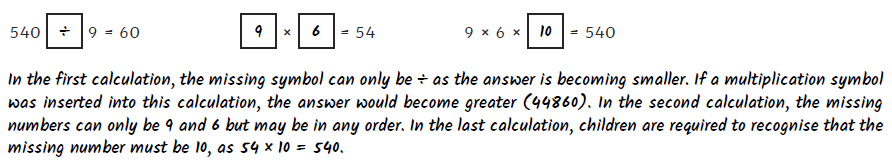 540 ÷ 9 = 60 9 × 6 = 54 9 × 6 × 10 = 540
In the first calculation, the missing symbol can only be ÷ as the answer is becoming smaller. If a multiplication symbol
was inserted into this calculation, the answer would become greater (44860). In the second calculation, the missing
numbers can only be 9 and 6 but may be in any order. In the last calculation, children are required to recognise that the
missing number must be 10, as 54 × 10 = 540.